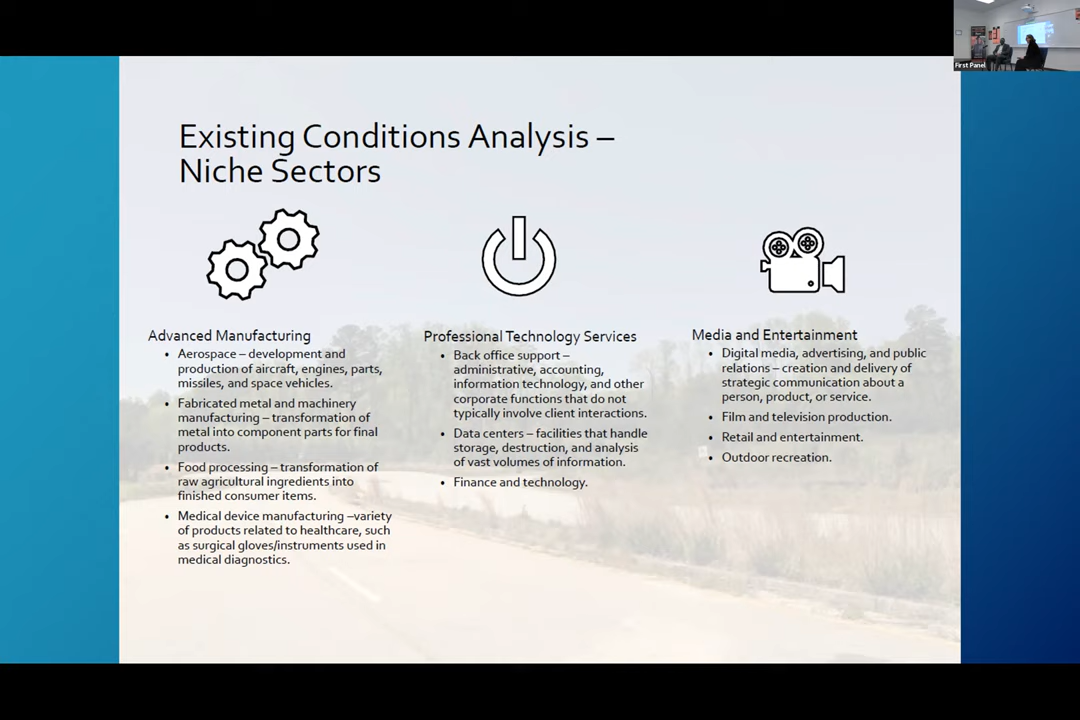 First Panel
Existing Conditions Analysis –
Niche Sectors
Advanced Manufacturing
• Aerospace – development and
production of aircraft, engines, parts,
missiles, and space vehicles.
• Fabricated metal and machinery
manufacturing – transformation of
metal into component parts for final
products.
• Food processing – transformation of
raw agricultural ingredients into
finished consumer items.
• Medical device manufacturing –variety
of products related to healthcare, such
as surgical gloves/instruments used in
medical diagnostics.
Professional Technology Services
• Back office support –
administrative, accounting,
information technology, and other
corporate functions that do not
typically involve client interactions.
• Data centers – facilities that handle
storage, destruction, and analysis
of vast volumes of information.
• Finance and technology.
Media and Entertainment
• Digital media, advertising, and public
relations – creation and delivery of
strategic communication about a
person, product, or service.
• Film and television production.
• Retail and entertainment.
• Outdoor recreation.